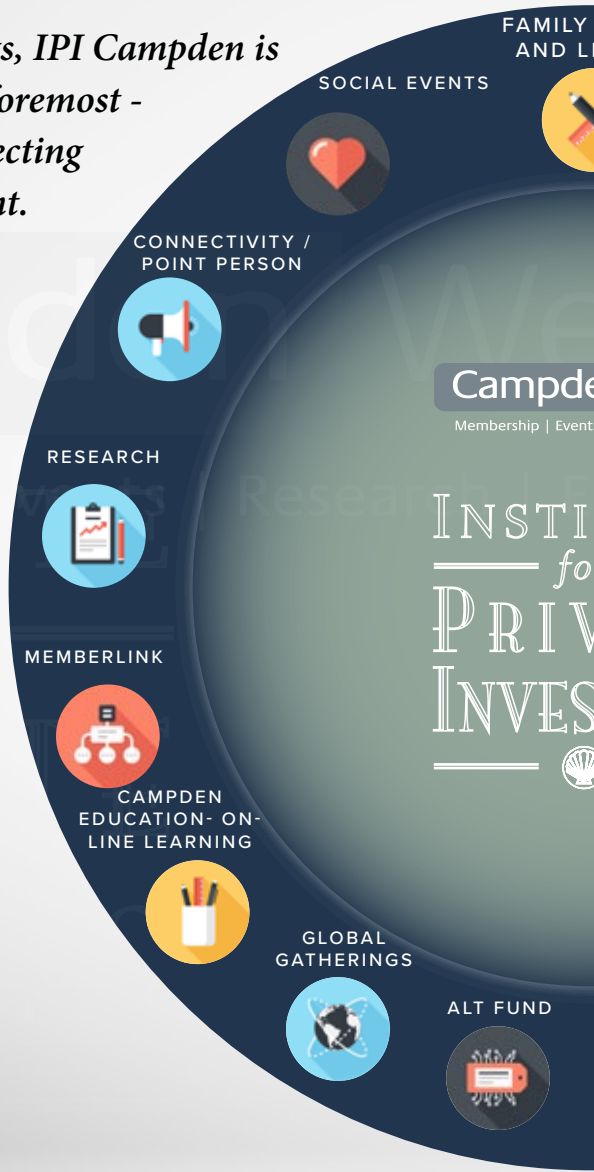 s, IPI Campden is
foremost -
ecting
nt.
FAMILY
AND LE
SOCIAL EVENTS
CONNECTIVITY /
POINT PERSON
RESEARCH
MEMBERLINK
CAMPDEN
EDUCATION- ON-
LINE LEARNING
GLOBAL
GATHERINGS
ALT FUND
Campde
Membership | Event
INSTI
fo
PRIV
INVES